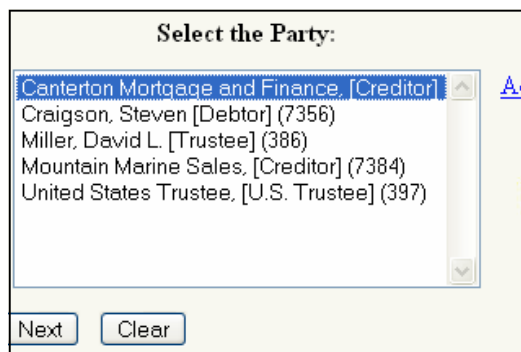 Select the Party:
Canterton Mortgage and Finance, [Creditor]
Craigson, Steven [Debtor] (7356)
Miller, David L. [Trustee] (386)
Mountain Marine Sales, [Creditor] (7384)
United States Trustee, [U.S. Trustee] (397)
Next Clear